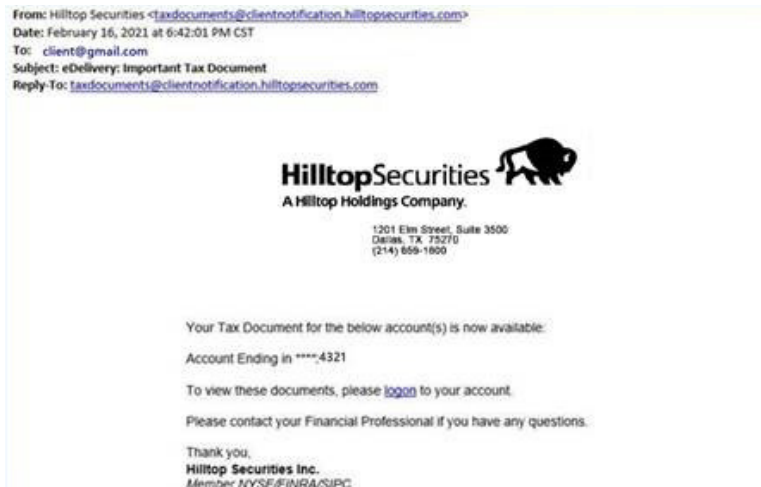 From: Hilltop Securities <taxdocuments@clientnotification.hilltopsecurities.com>
Date: February 16, 2021 at 6:42:01 PM CST
To: client@gmail.com
Subject: eDelivery: Important Tax Document
Reply-To: taxdocuments@clientnotification.hilltopsecurities.com
HilltopSecurities
A Hilltop Holdings Company.
1201 Elm Street, Suite 3500
Dallas, TX 75270
(214) 859-1800
Your Tax Document for the below account(s) is now available:
Account Ending in ****:4321
To view these documents, please logon to your account.
Please contact your Financial Professional if you have any questions.
Thank you,
Hilltop Securities Inc.
Member NYSE/FINRA/SIPC